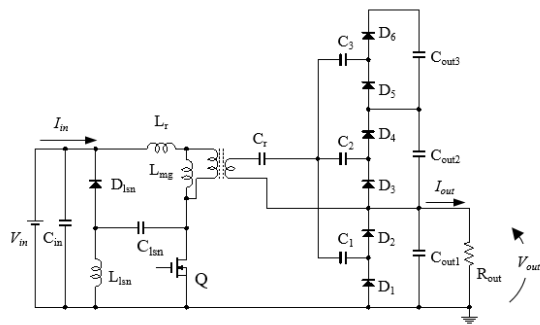 C3
D6
Cout3
D5
Iin
Lr
Cr
C2
D4
Lmg
Cout2
Dlsn
D3
Iout
Vin
Cin
Clsn
C1
D2
Llsn
Q
Cout1
Rout
Vout
D1